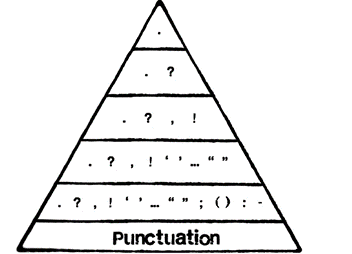 .
. ?
. ? , !
. ? , ! ‘ ’ … “ ”
. ? , ! ‘ ’ … “ ” ; ( ) : -
Punctuation